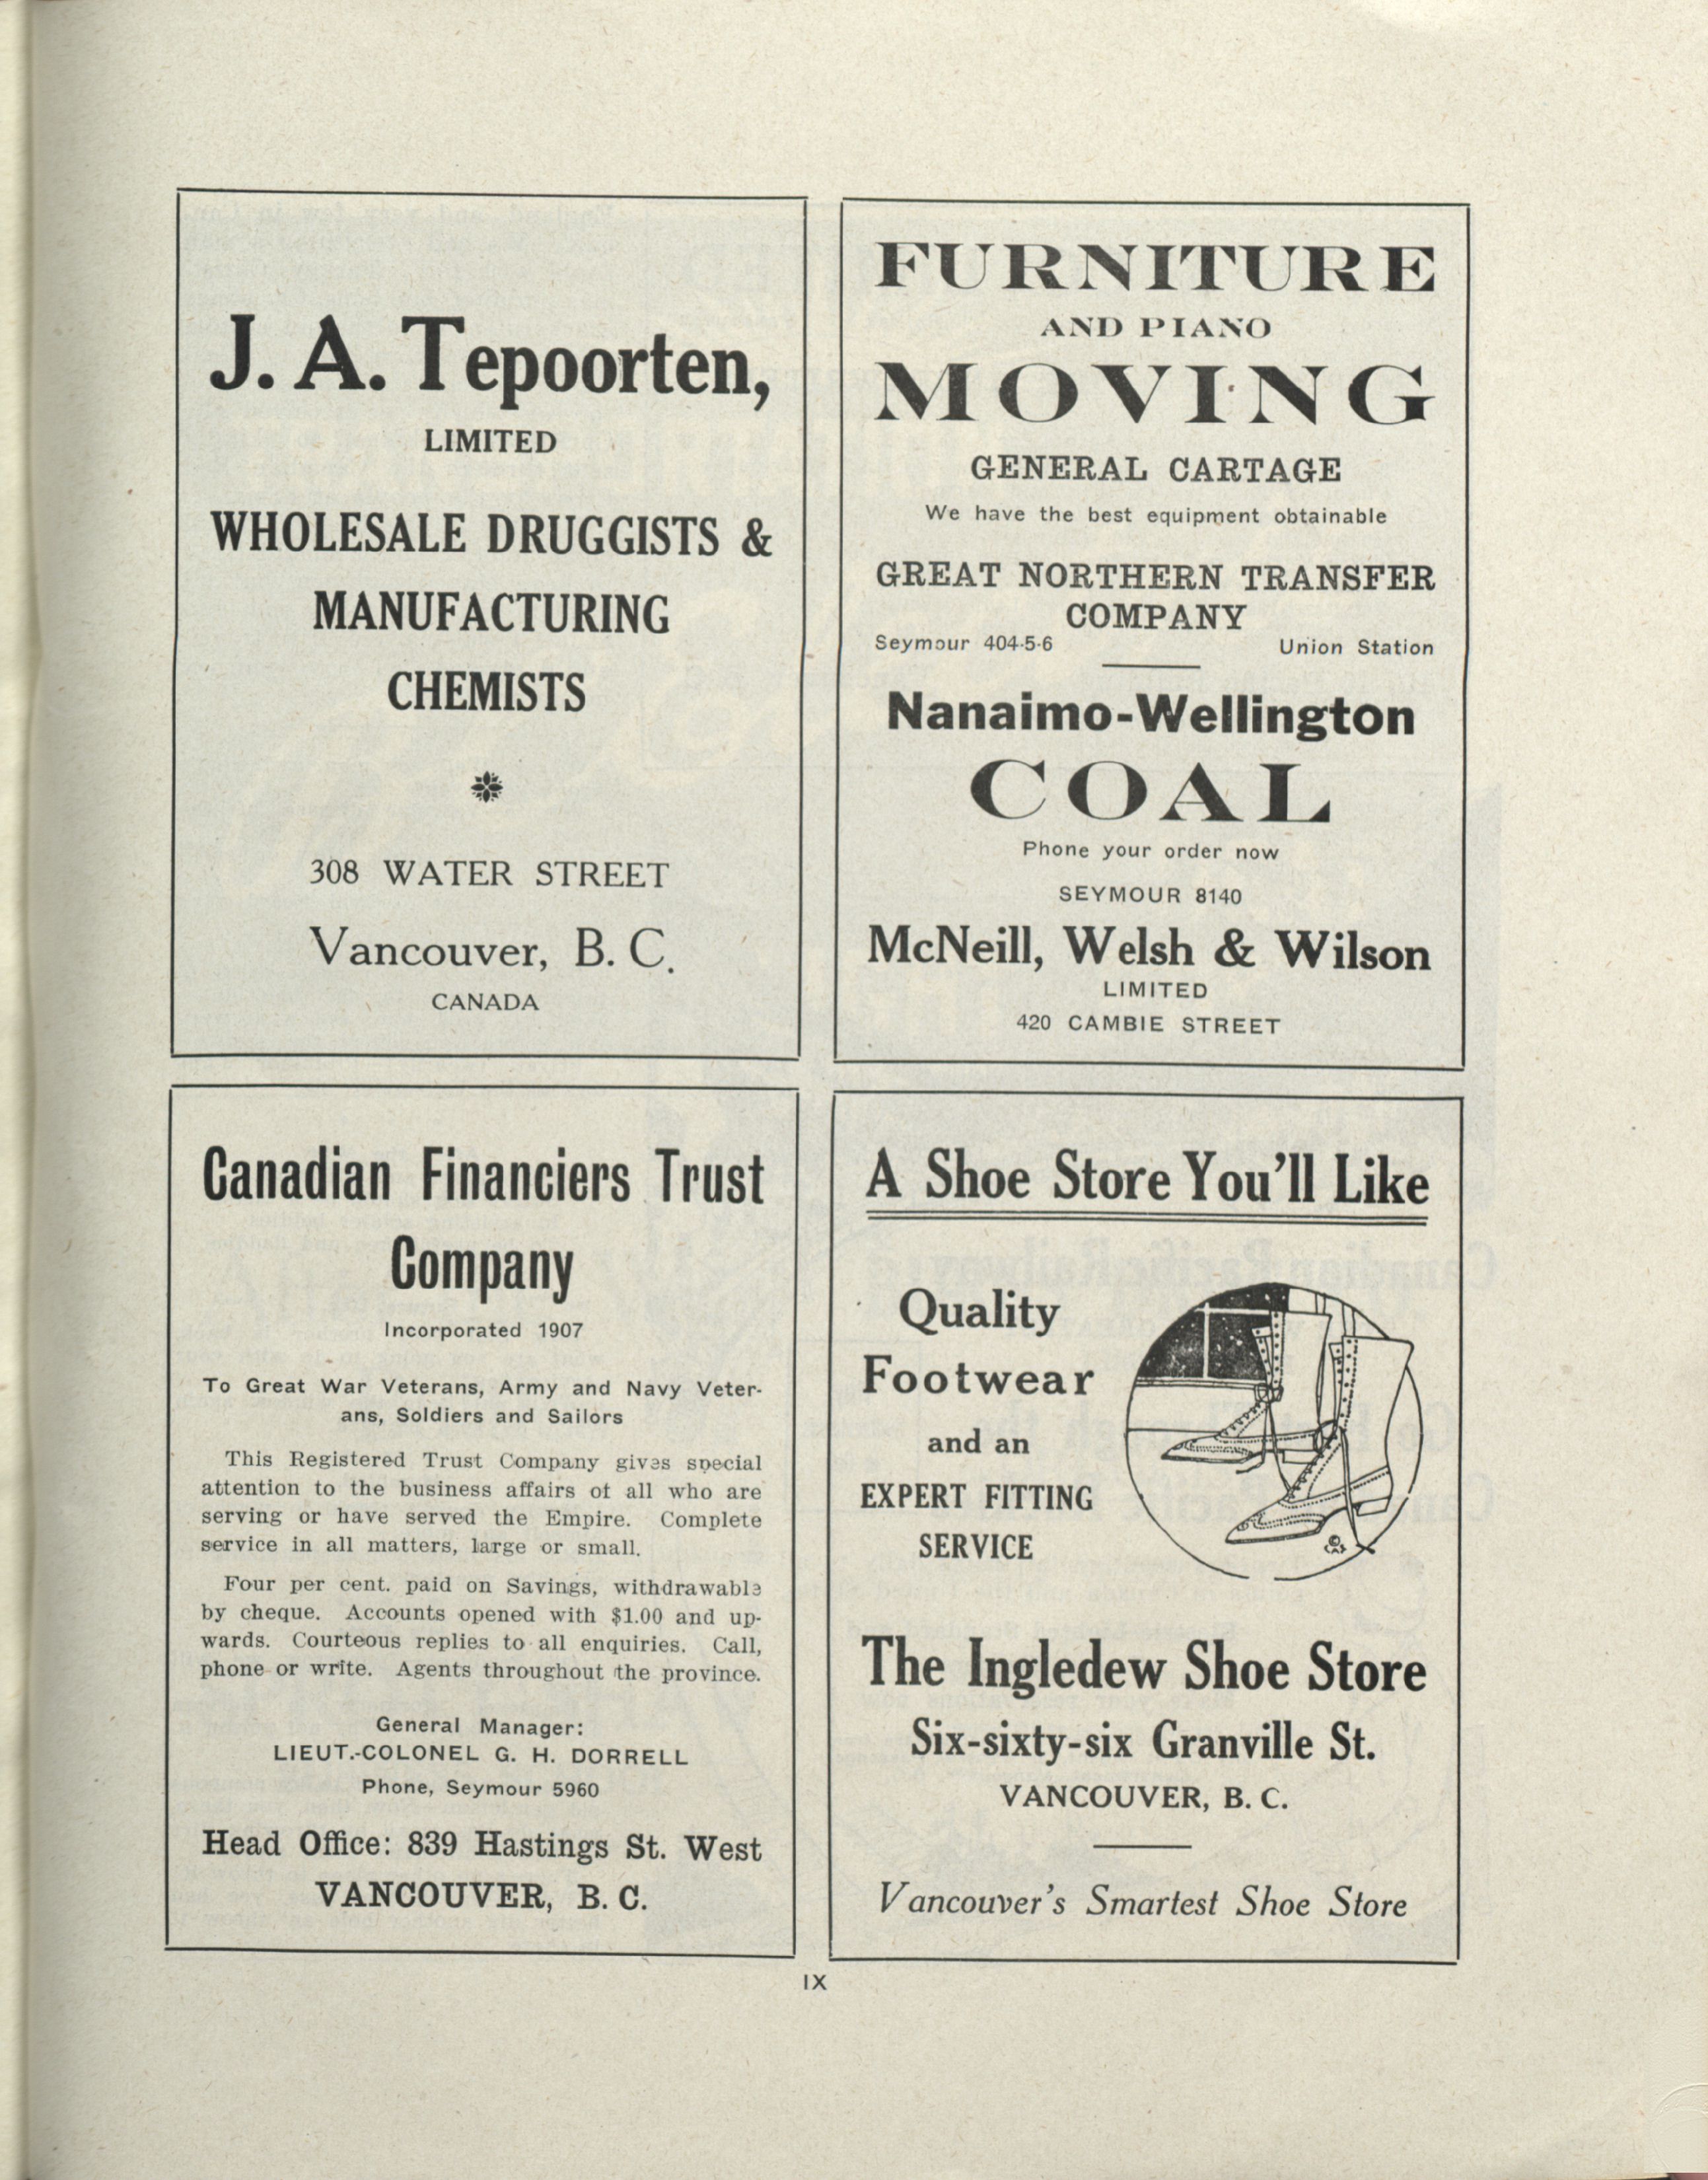 J. A. Tepoorten,
LIMITED
WHOLESALE DRUGGISTS &
MANUFACTURING
CHEMISTS
308 WATER STREET
Vancouver, B. C.
CANADA
FURNITURE
AND PIANO
MOVING
GENERAL CARTAGE
We have the best equipment obtainable
GREAT NORTHERN TRANSFER
COMPANY
Seymour 404-5-6 Union Station
Nanaimo-Wellington
COAL
Phone your order now
SEYMOUR 8140
McNeill, Welsh & Wilson
LIMITED
420 CAMBIE STREET
Canadian Financiers Trust
Company
Incorporated 1907
To Great War Veterans, Army and Navy Veter-
ans, Soldiers and Sailors
This Registered Trust Company gives special
attention to the business affairs of all who are
serving or have served the Empire. Complete
service in all matters, large or small.
Four per cent. paid on Savings, withdrawable
by cheque. Accounts opened with $1.00 and up-
wards. Courteous replies to all enquiries. Call,
phone or write. Agents throughout the province.
General Manager:
LIEUT.-COLONEL G. H. DORRELL
Phone, Seymour 5960
Head Office: 839 Hastings St. West
VANCOUVER, B. C.
A Shoe Store You'll Like
Quality
Footwear
and an
EXPERT FITTING
SERVICE
The Ingledew Shoe Store
Six-sixty-six Granville St.
VANCOUVER, B. C.
Vancouver's Smartest Shoe Store
IX